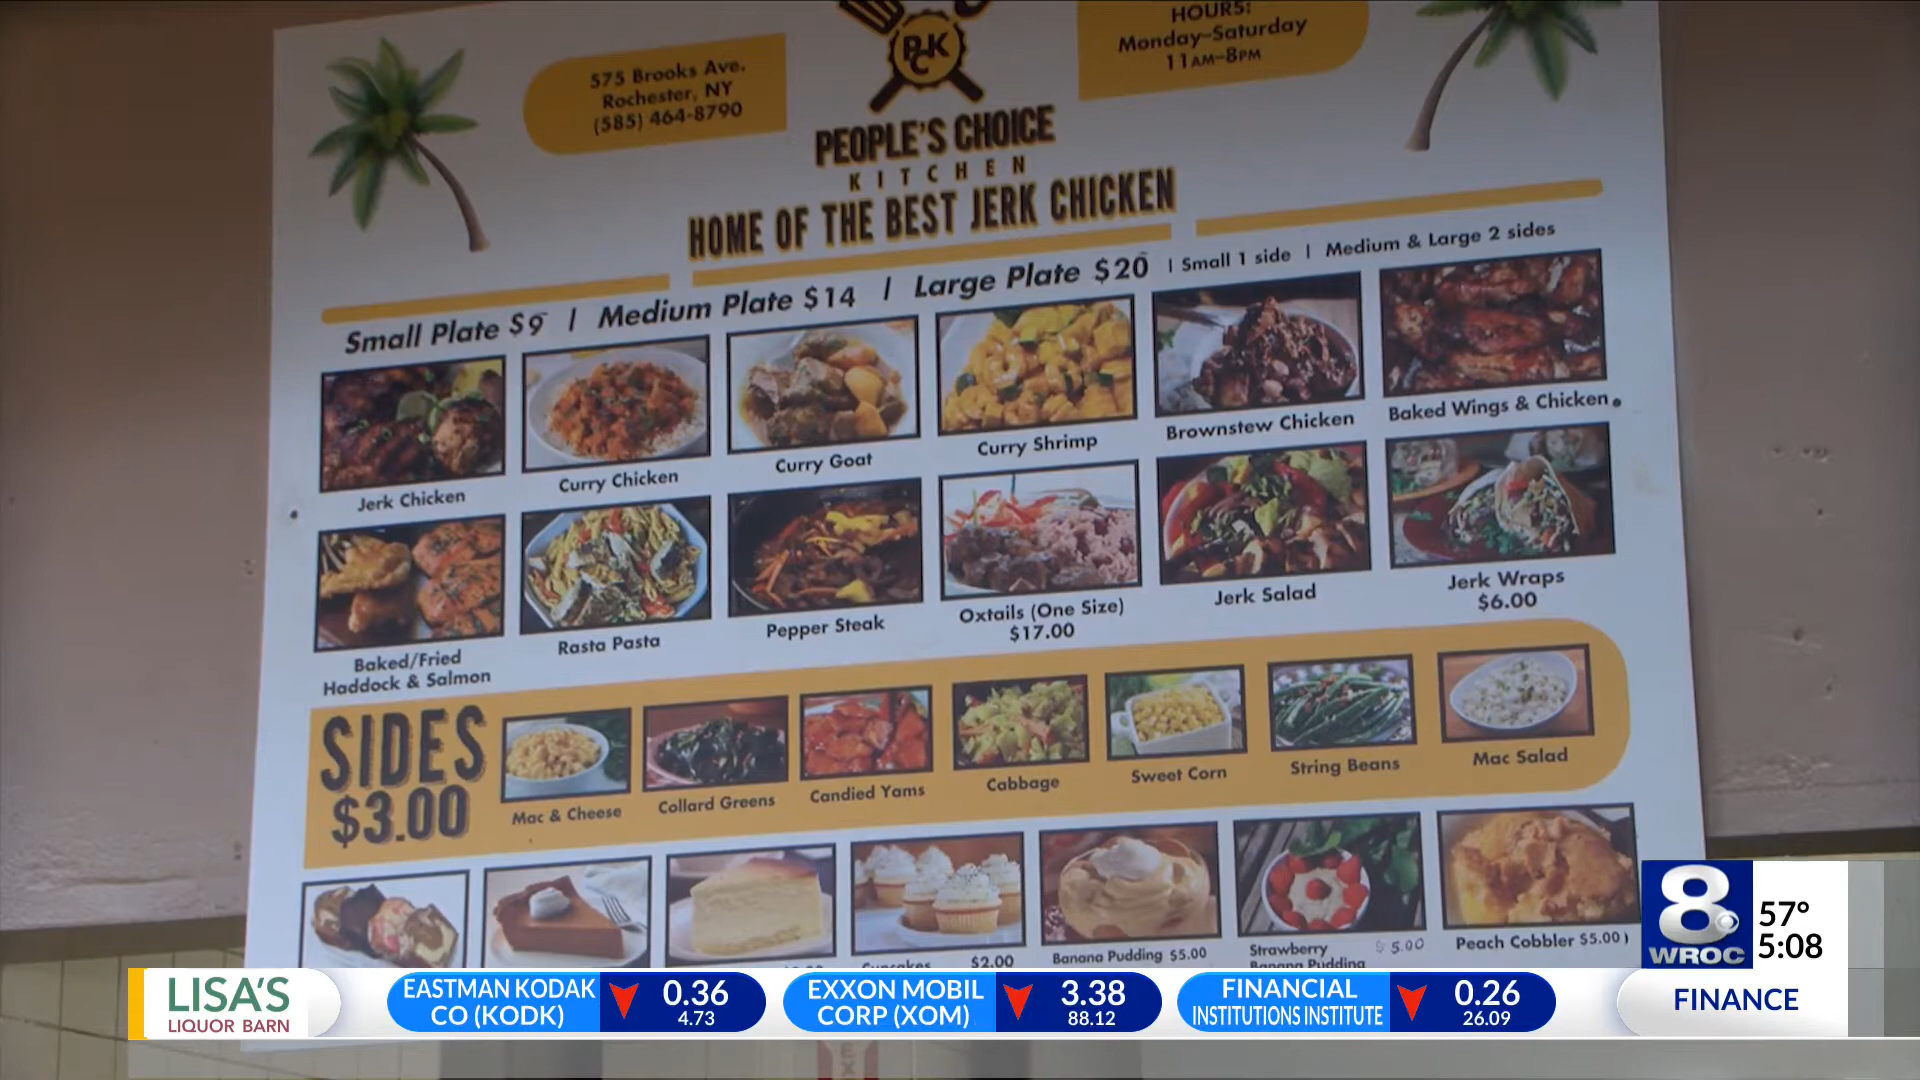 575 Brooks Ave.
Rochester, NY
(585) 464-8790
PCK
HOURS:
Monday-Saturday
11AM-8PM
PEOPLE'S CHOICE
KITCHEN
HOME OF THE BEST JERK CHICKEN
Small Plate $9 | Medium Plate $14 | Large Plate $20 | Small 1 side | Medium & Large 2 sides
Jerk Chicken
Curry Chicken
Curry Goat
Curry Shrimp
Brownstew Chicken
Baked Wings & Chicken
Baked/Fried
Haddock & Salmon
Rasta Pasta
Pepper Steak
Oxtails (One Size)
$17.00
Jerk Salad
Jerk Wraps
$6.00
SIDES
$3.00
Mac & Cheese
Collard Greens
Candied Yams
Cabbage
Sweet Corn
String Beans
Mac Salad
Cupcakes $2.00
Banana Pudding $5.00
Strawberry $5.00
Banana Pudding
Peach Cobbler $5.00
8
WROC
57°
5:08
LISA'S
LIQUOR BARN
EASTMAN KODAK
CO (KODK)
0.36
4.73
EXXON MOBIL
CORP (XOM)
3.38
88.12
FINANCIAL
INSTITUTIONS INSTITUTE
0.26
26.09
FINANCE